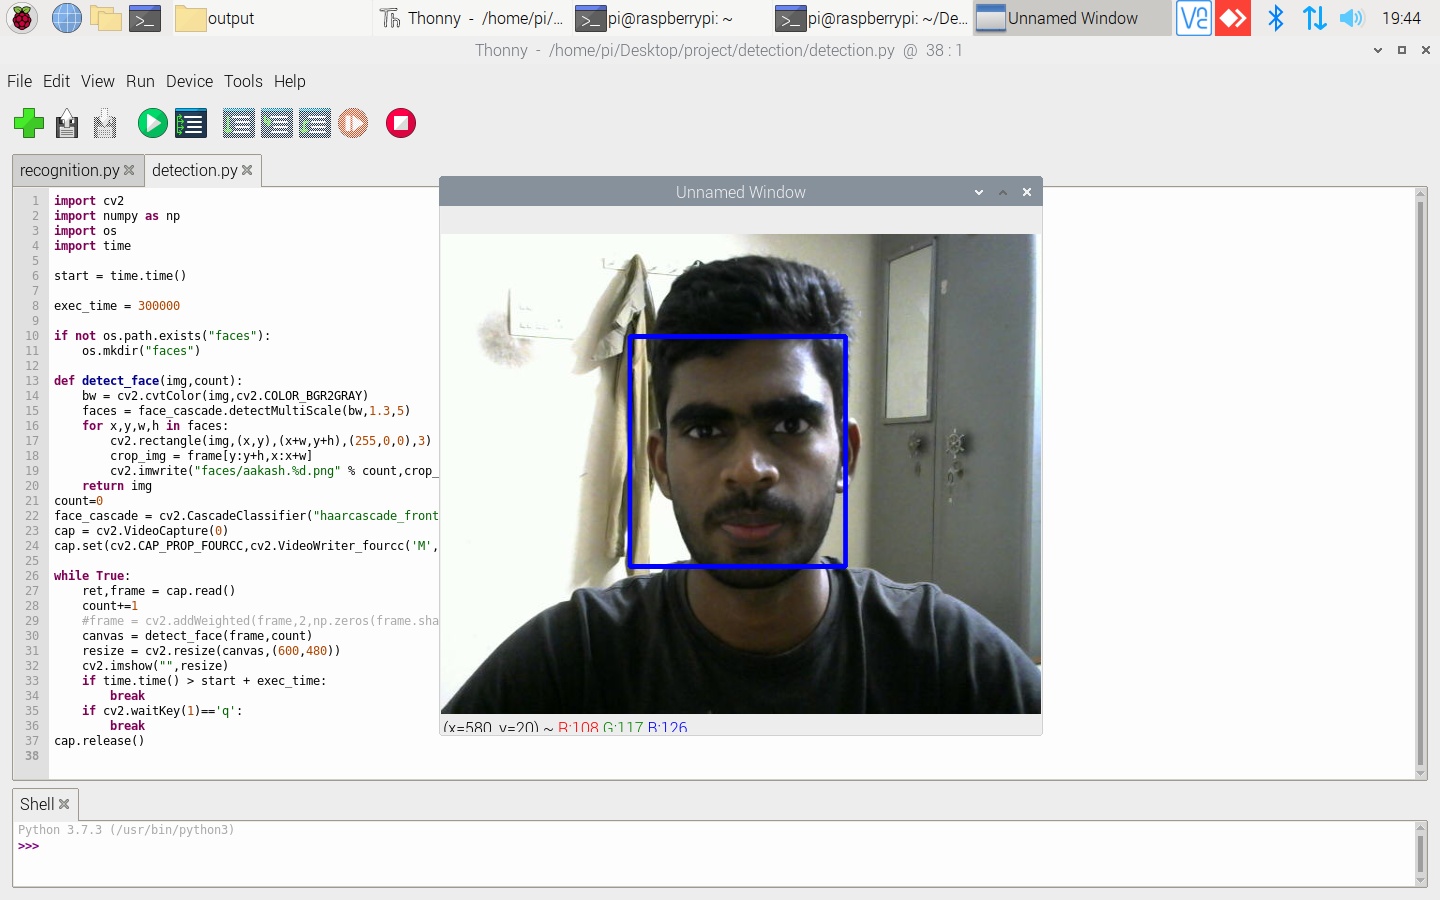 output
Thonny - /home/pi/...
pi@raspberrypi: ~
pi@raspberrypi: ~/De...
Unnamed Window
19:44
Thonny - /home/pi/Desktop/project/detection/detection.py @ 38 : 1
File Edit View Run Device Tools Help
recognition.py
detection.py
1 import cv2
2 import numpy as np
3 import os
4 import time
5
6 start = time.time()
7
8 exec_time = 300000
9
10 if not os.path.exists("faces"):
11     os.mkdir("faces")
12
13 def detect_face(img,count):
14     bw = cv2.cvtColor(img,cv2.COLOR_BGR2GRAY)
15     faces = face_cascade.detectMultiScale(bw,1.3,5)
16     for x,y,w,h in faces:
17         cv2.rectangle(img,(x,y),(x+w,y+h),(255,0,0),3)
18         crop_img = frame[y:y+h,x:x+w]
19         cv2.imwrite("faces/aakash.%d.png" % count,crop_
20     return img
21 count=0
22 face_cascade = cv2.CascadeClassifier("haarcascade_front
23 cap = cv2.VideoCapture(0)
24 cap.set(cv2.CAP_PROP_FOURCC,cv2.VideoWriter_fourcc('M',
25
26 while True:
27     ret,frame = cap.read()
28     count+=1
29     #frame = cv2.addWeighted(frame,2,np.zeros(frame.sha
30     canvas = detect_face(frame,count)
31     resize = cv2.resize(canvas,(600,480))
32     cv2.imshow("",resize)
33     if time.time() > start + exec_time:
34         break
35     if cv2.waitKey(1)=='q':
36         break
37 cap.release()
38
Unnamed Window
(x=580, y=20) ~ R:108 G:117 B:126
Shell
Python 3.7.3 (/usr/bin/python3)
>>>